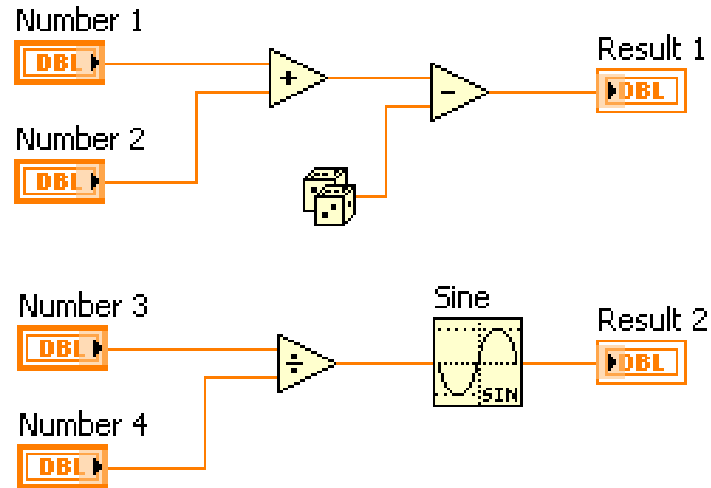 Number 1
DBL
+
Number 2
DBL
-
Result 1
DBL
Number 3
DBL
÷
Number 4
DBL
Sine
SIN
Result 2
DBL